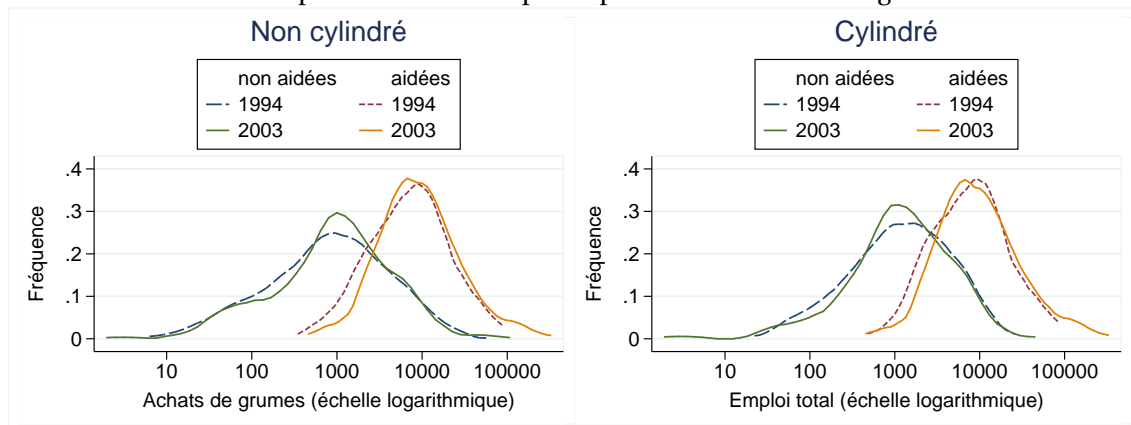 Non cylindré
non aidées aidées
1994 1994
2003 2003
.4
.3
.2
.1
0
Fréquence
10 100 1000 10000 100000
Achats de grumes (échelle logarithmique)
Cylindré
non aidées aidées
1994 1994
2003 2003
.4
.3
.2
.1
0
Fréquence
10 100 1000 10000 100000
Emploi total (échelle logarithmique)